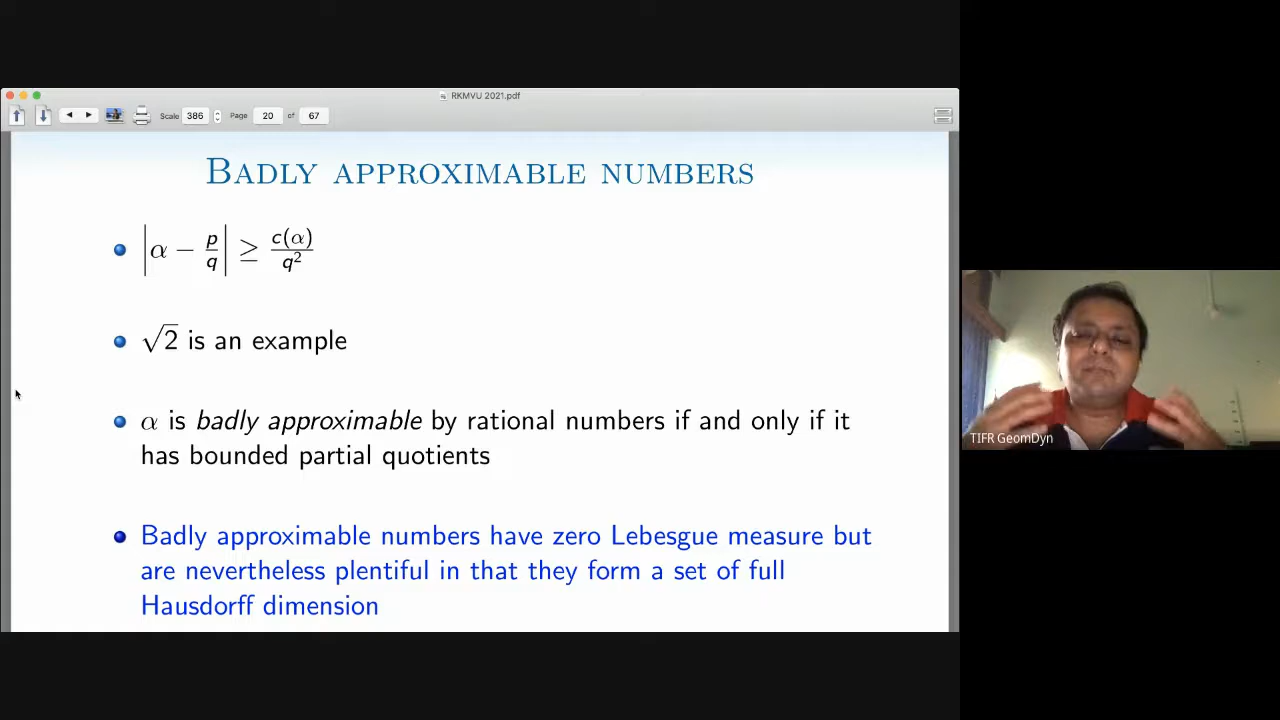 RKMVU 2021.pdf
Scale 386 Page 20 of 67
BADLY APPROXIMABLE NUMBERS
|α − p/q| ≥ c(α)/q²
√2 is an example
α is badly approximable by rational numbers if and only if it
has bounded partial quotients
Badly approximable numbers have zero Lebesgue measure but
are nevertheless plentiful in that they form a set of full
Hausdorff dimension
TIFR GeomDyn